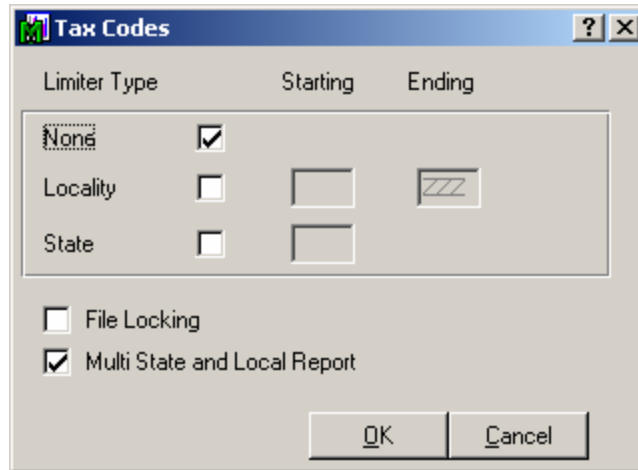 Tax Codes
Limiter Type Starting Ending
None
Locality ZZZ
State
File Locking
Multi State and Local Report
OK Cancel